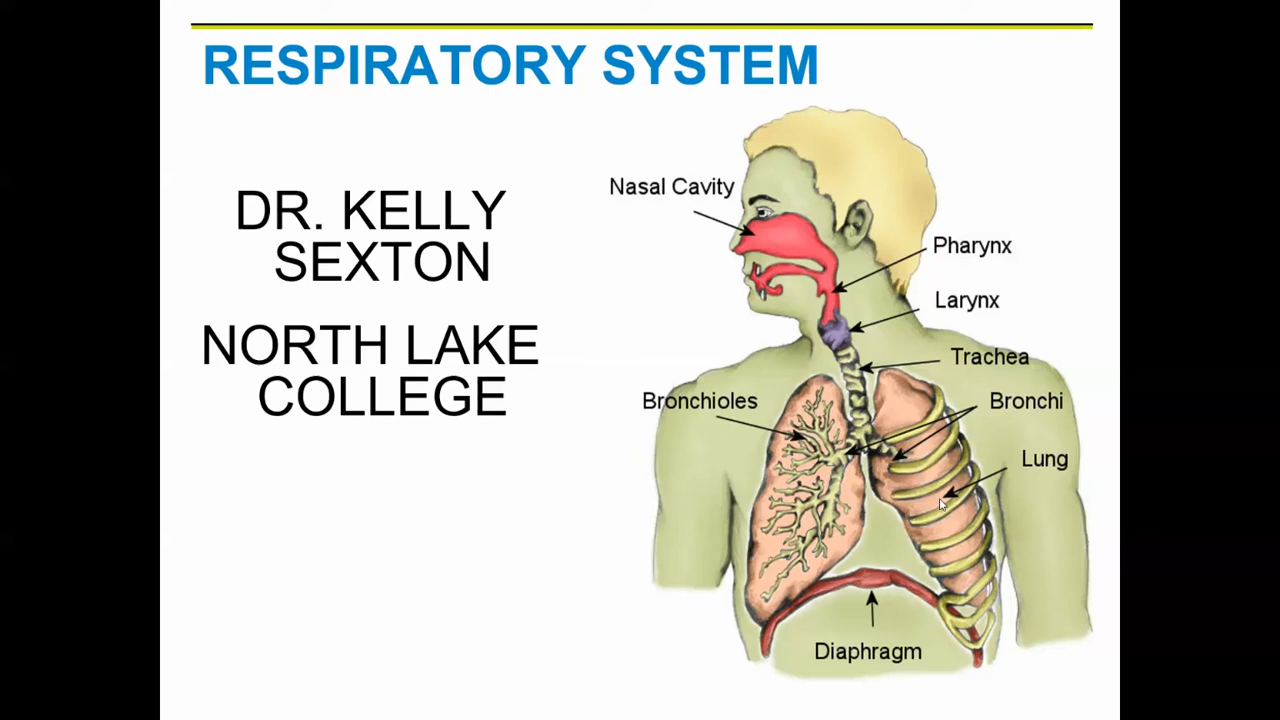 RESPIRATORY SYSTEM
DR. KELLY
SEXTON
NORTH LAKE
COLLEGE
Nasal Cavity
Pharynx
Larynx
Trachea
Bronchioles
Bronchi
Lung
Diaphragm